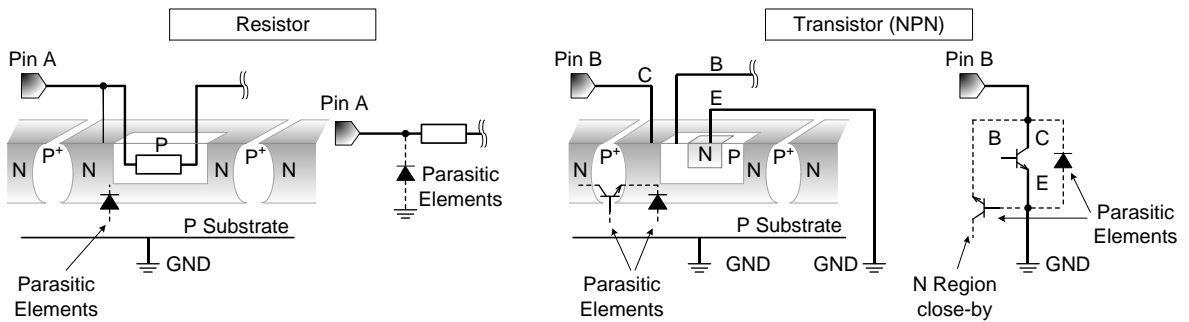 Resistor
Transistor (NPN)
Pin A
Pin B
Pin B
C
B
E
Pin A
B
C
E
N
P+
N
P
N
P+
N
Parasitic
Elements
N
P+
N
N
P
P+
N
N
Parasitic
Elements
P Substrate
P Substrate
GND
GND
GND
GND
Parasitic
Elements
Parasitic
Elements
N Region
close-by